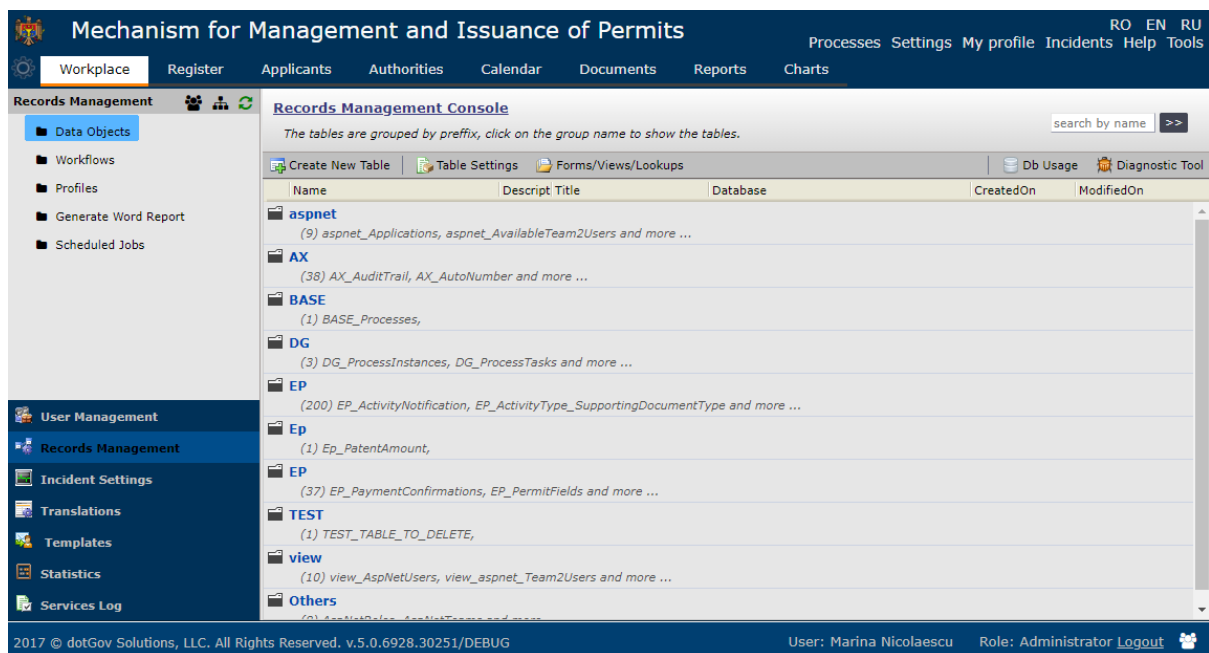 Mechanism for Management and Issuance of Permits
RO EN RU
Processes Settings My profile Incidents Help Tools
Workplace Register Applicants Authorities Calendar Documents Reports Charts
Records Management
Data Objects
Workflows
Profiles
Generate Word Report
Scheduled Jobs
User Management
Records Management
Incident Settings
Translations
Templates
Statistics
Services Log
Records Management Console
The tables are grouped by preffix, click on the group name to show the tables.
search by name >>
Create New Table Table Settings Forms/Views/Lookups Db Usage Diagnostic Tool
Name Descript Title Database CreatedOn ModifiedOn
aspnet
(9) aspnet_Applications, aspnet_AvailableTeam2Users and more ...
AX
(38) AX_AuditTrail, AX_AutoNumber and more ...
BASE
(1) BASE_Processes,
DG
(3) DG_ProcessInstances, DG_ProcessTasks and more ...
EP
(200) EP_ActivityNotification, EP_ActivityType_SupportingDocumentType and more ...
Ep
(1) Ep_PatentAmount,
EP
(37) EP_PaymentConfirmations, EP_PermitFields and more ...
TEST
(1) TEST_TABLE_TO_DELETE,
view
(10) view_AspNetUsers, view_aspnet_Team2Users and more ...
Others
2017 © dotGov Solutions, LLC. All Rights Reserved. v.5.0.6928.30251/DEBUG
User: Marina Nicolaescu Role: Administrator Logout